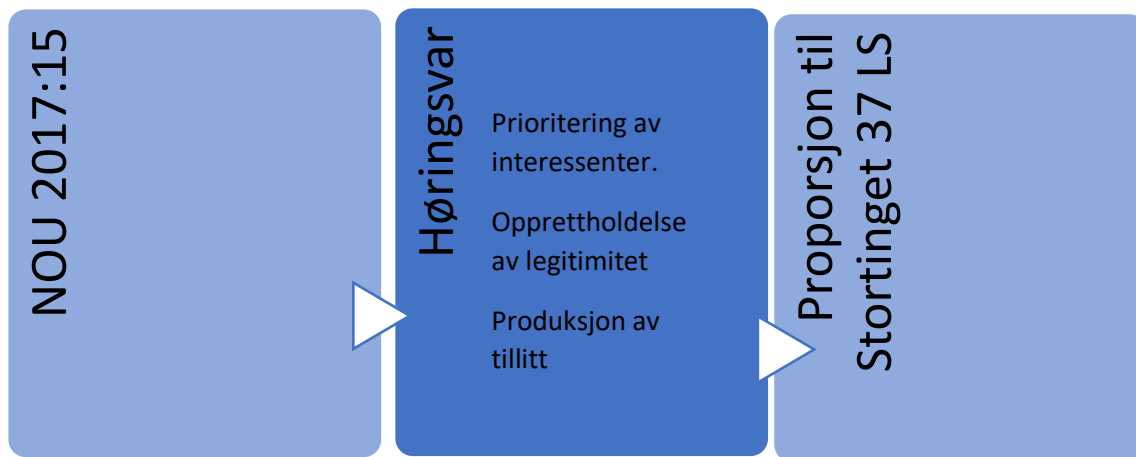 NOU 2017:15
Høringsvar
Prioritering av
interessenter.
Opprettholdelse
av legitimitet
Produksjon av
tillitt
Proporsjon til
Stortinget 37 LS